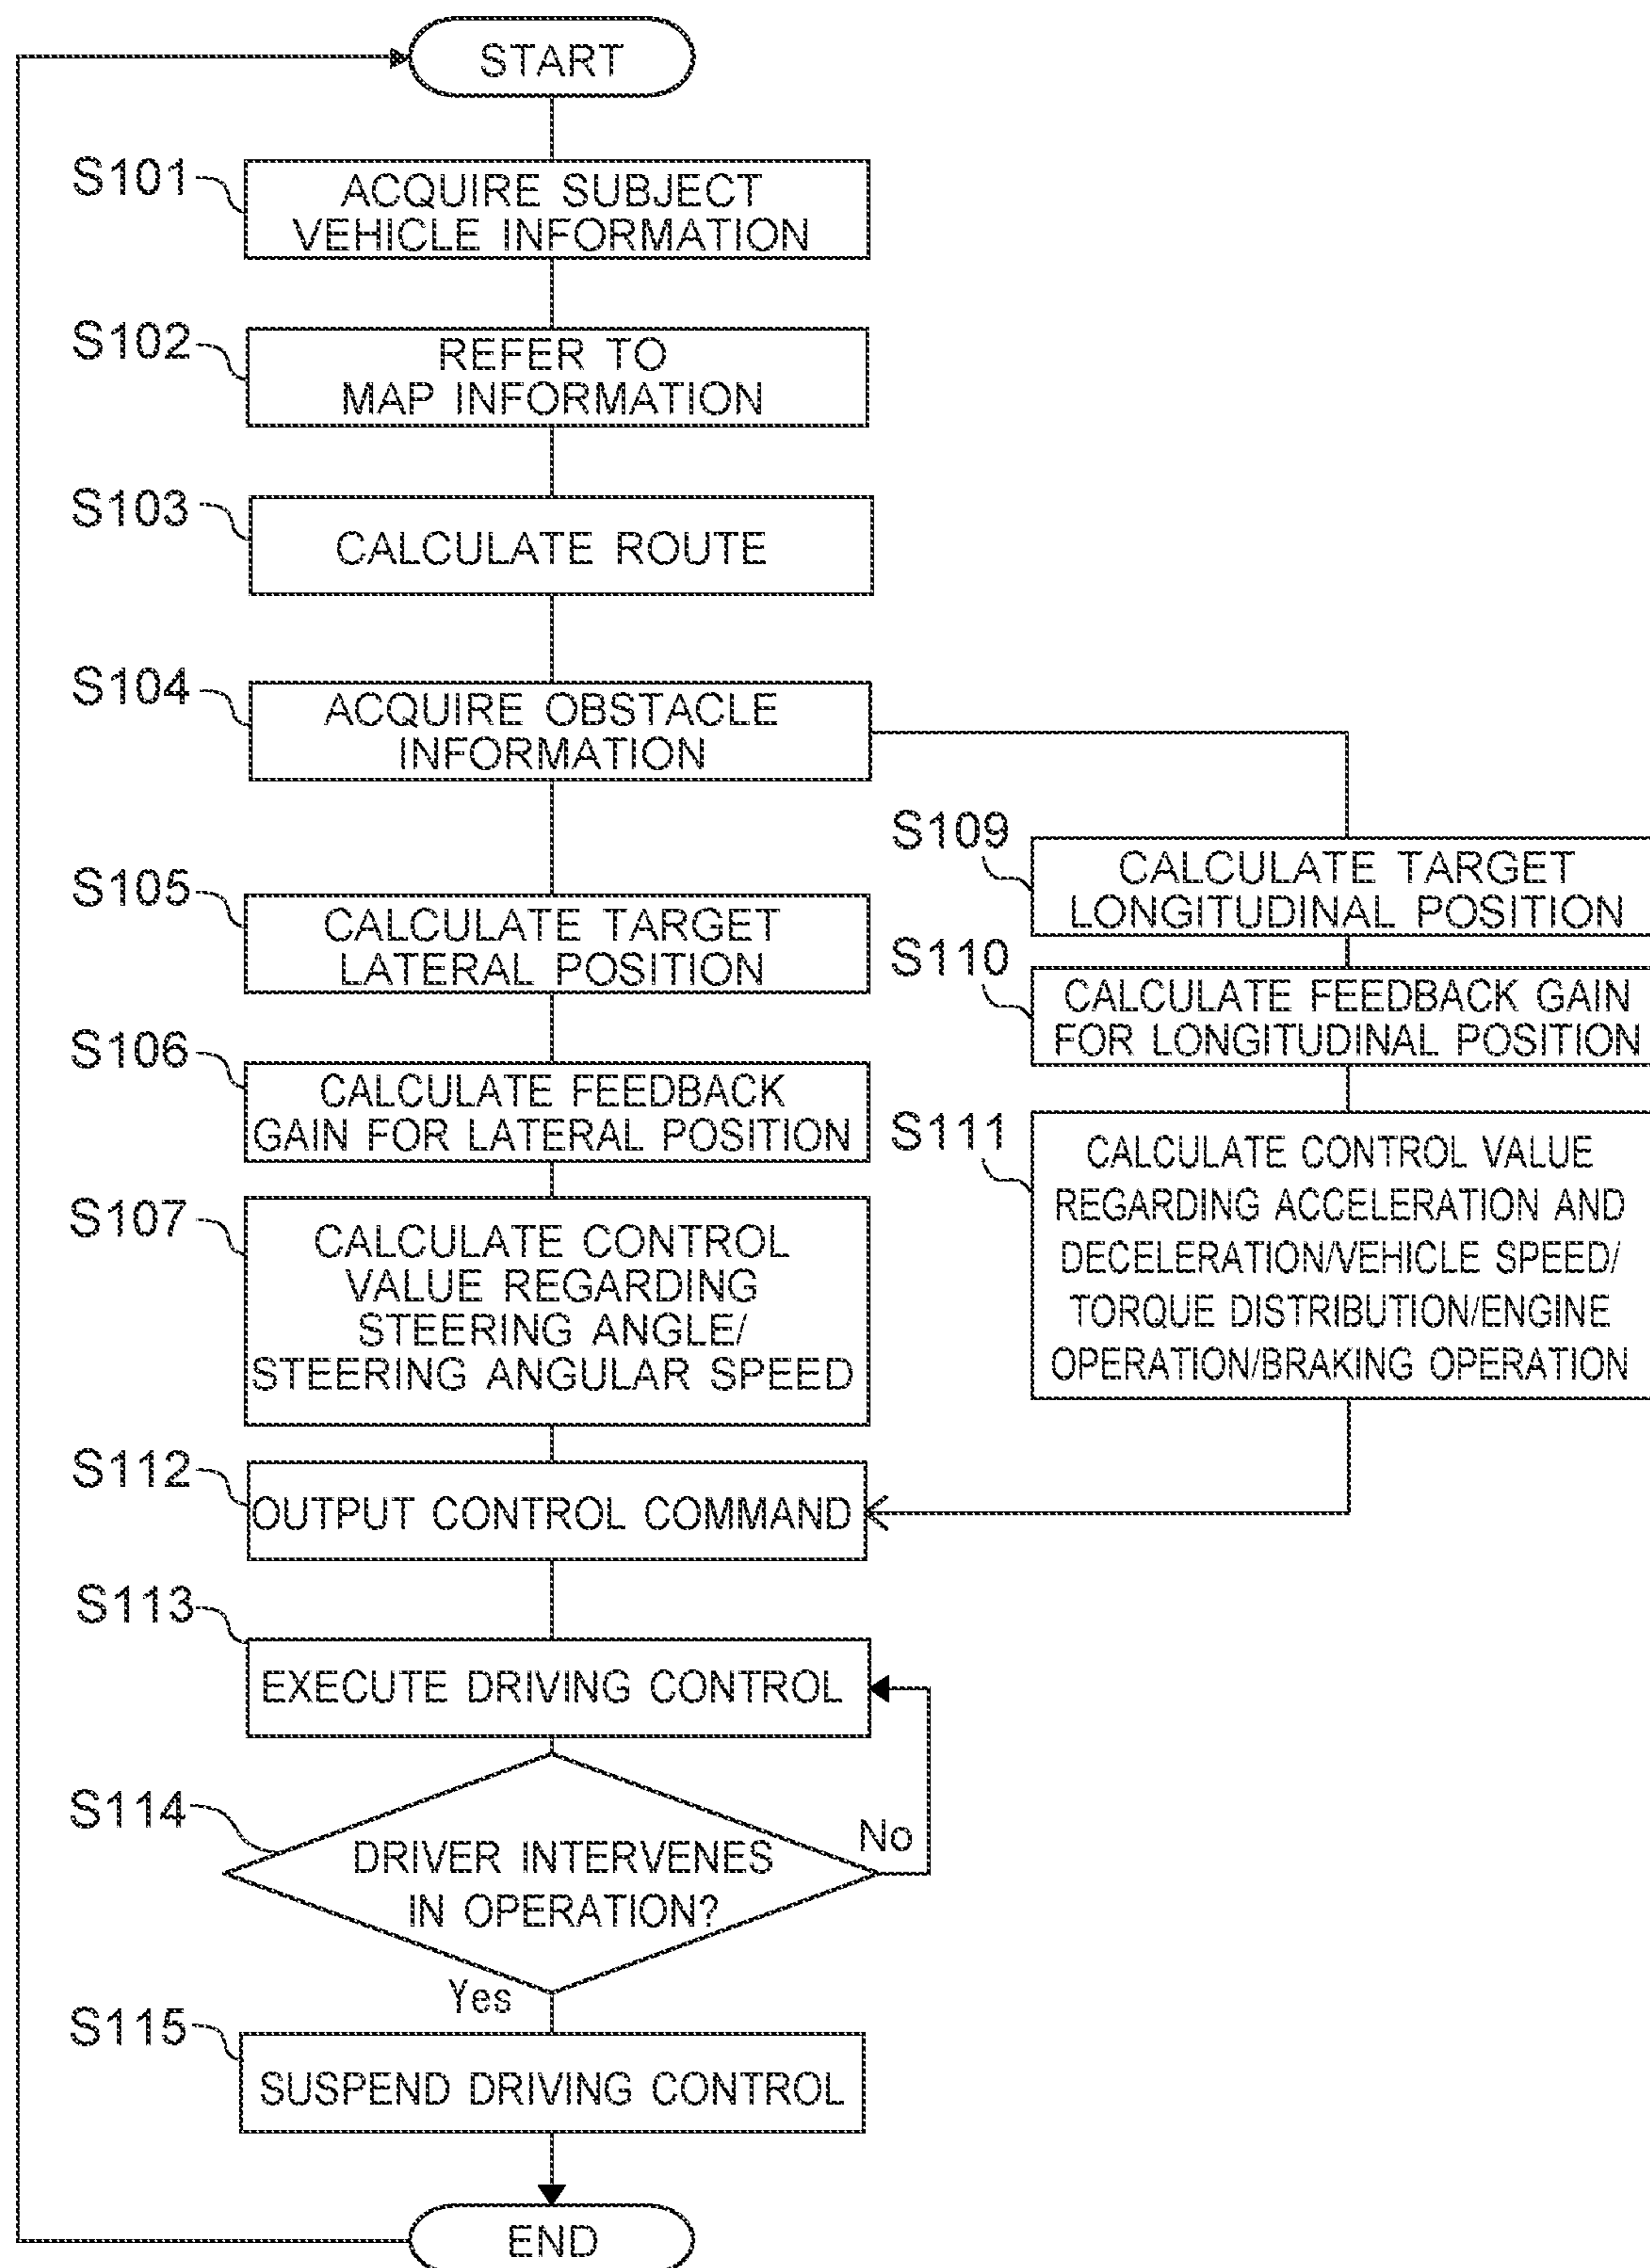 START
S101
ACQUIRE SUBJECT
VEHICLE INFORMATION
S102
REFER TO
MAP INFORMATION
S103
CALCULATE ROUTE
S104
ACQUIRE OBSTACLE
INFORMATION
S105
CALCULATE TARGET
LATERAL POSITION
S106
CALCULATE FEEDBACK
GAIN FOR LATERAL POSITION
S107
CALCULATE CONTROL
VALUE REGARDING
STEERING ANGLE/
STEERING ANGULAR SPEED
S109
CALCULATE TARGET
LONGITUDINAL POSITION
S110
CALCULATE FEEDBACK GAIN
FOR LONGITUDINAL POSITION
S111
CALCULATE CONTROL VALUE
REGARDING ACCELERATION AND
DECELERATION/VEHICLE SPEED/
TORQUE DISTRIBUTION/ENGINE
OPERATION/BRAKING OPERATION
S112
OUTPUT CONTROL COMMAND
S113
EXECUTE DRIVING CONTROL
S114
DRIVER INTERVENES
IN OPERATION?
No
Yes
S115
SUSPEND DRIVING CONTROL
END